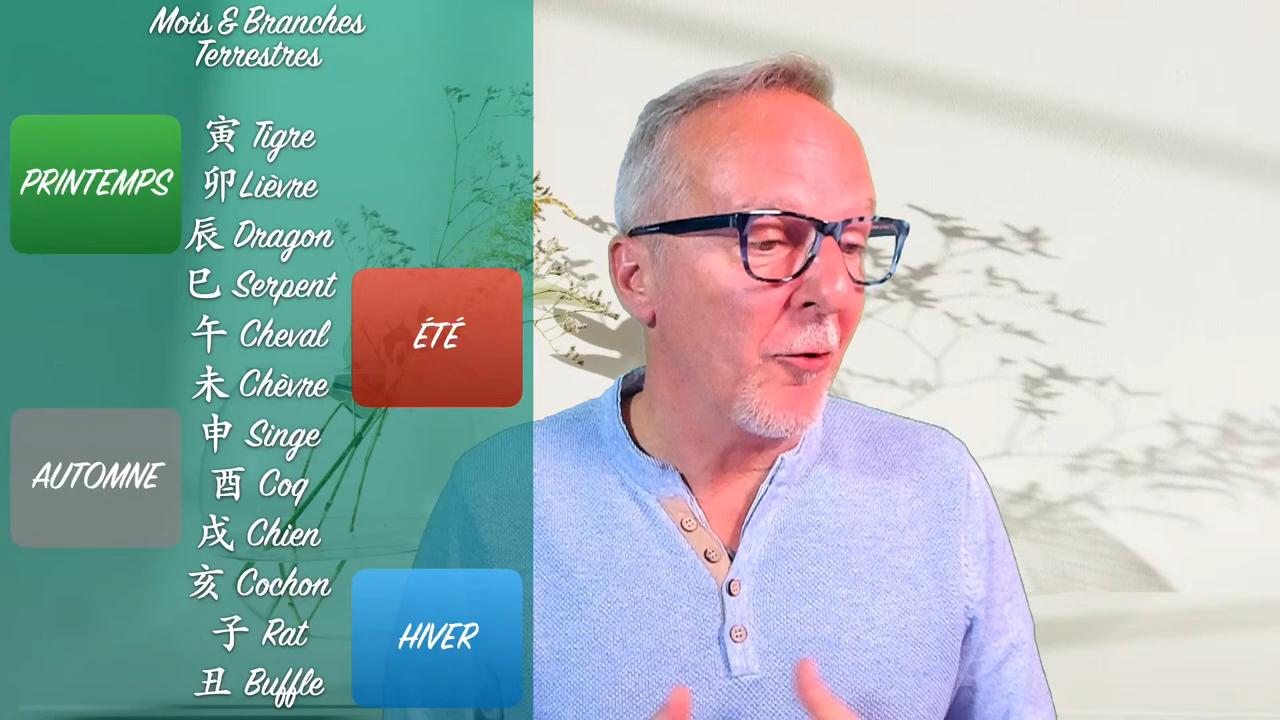 Mois & Branches
Terrestres
PRINTEMPS
寅 Tigre
卯 Lièvre
辰 Dragon
巳 Serpent
ÉTÉ
午 Cheval
未 Chèvre
申 Singe
AUTOMNE
酉 Coq
戌 Chien
亥 Cochon
HIVER
子 Rat
丑 Buffle